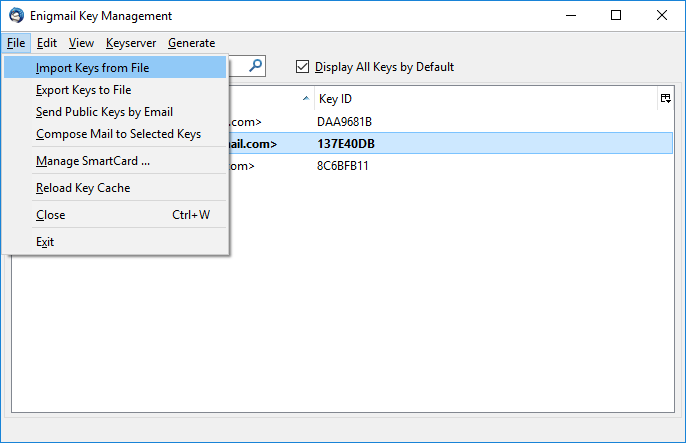 Enigmail Key Management
File Edit View Keyserver Generate
Display All Keys by Default
Import Keys from File
Export Keys to File
Send Public Keys by Email
Compose Mail to Selected Keys
Manage SmartCard ...
Reload Key Cache
Close Ctrl+W
Exit
Key ID
.com> DAA9681B
ail.com> 137E40DB
.com> 8C6BFB11